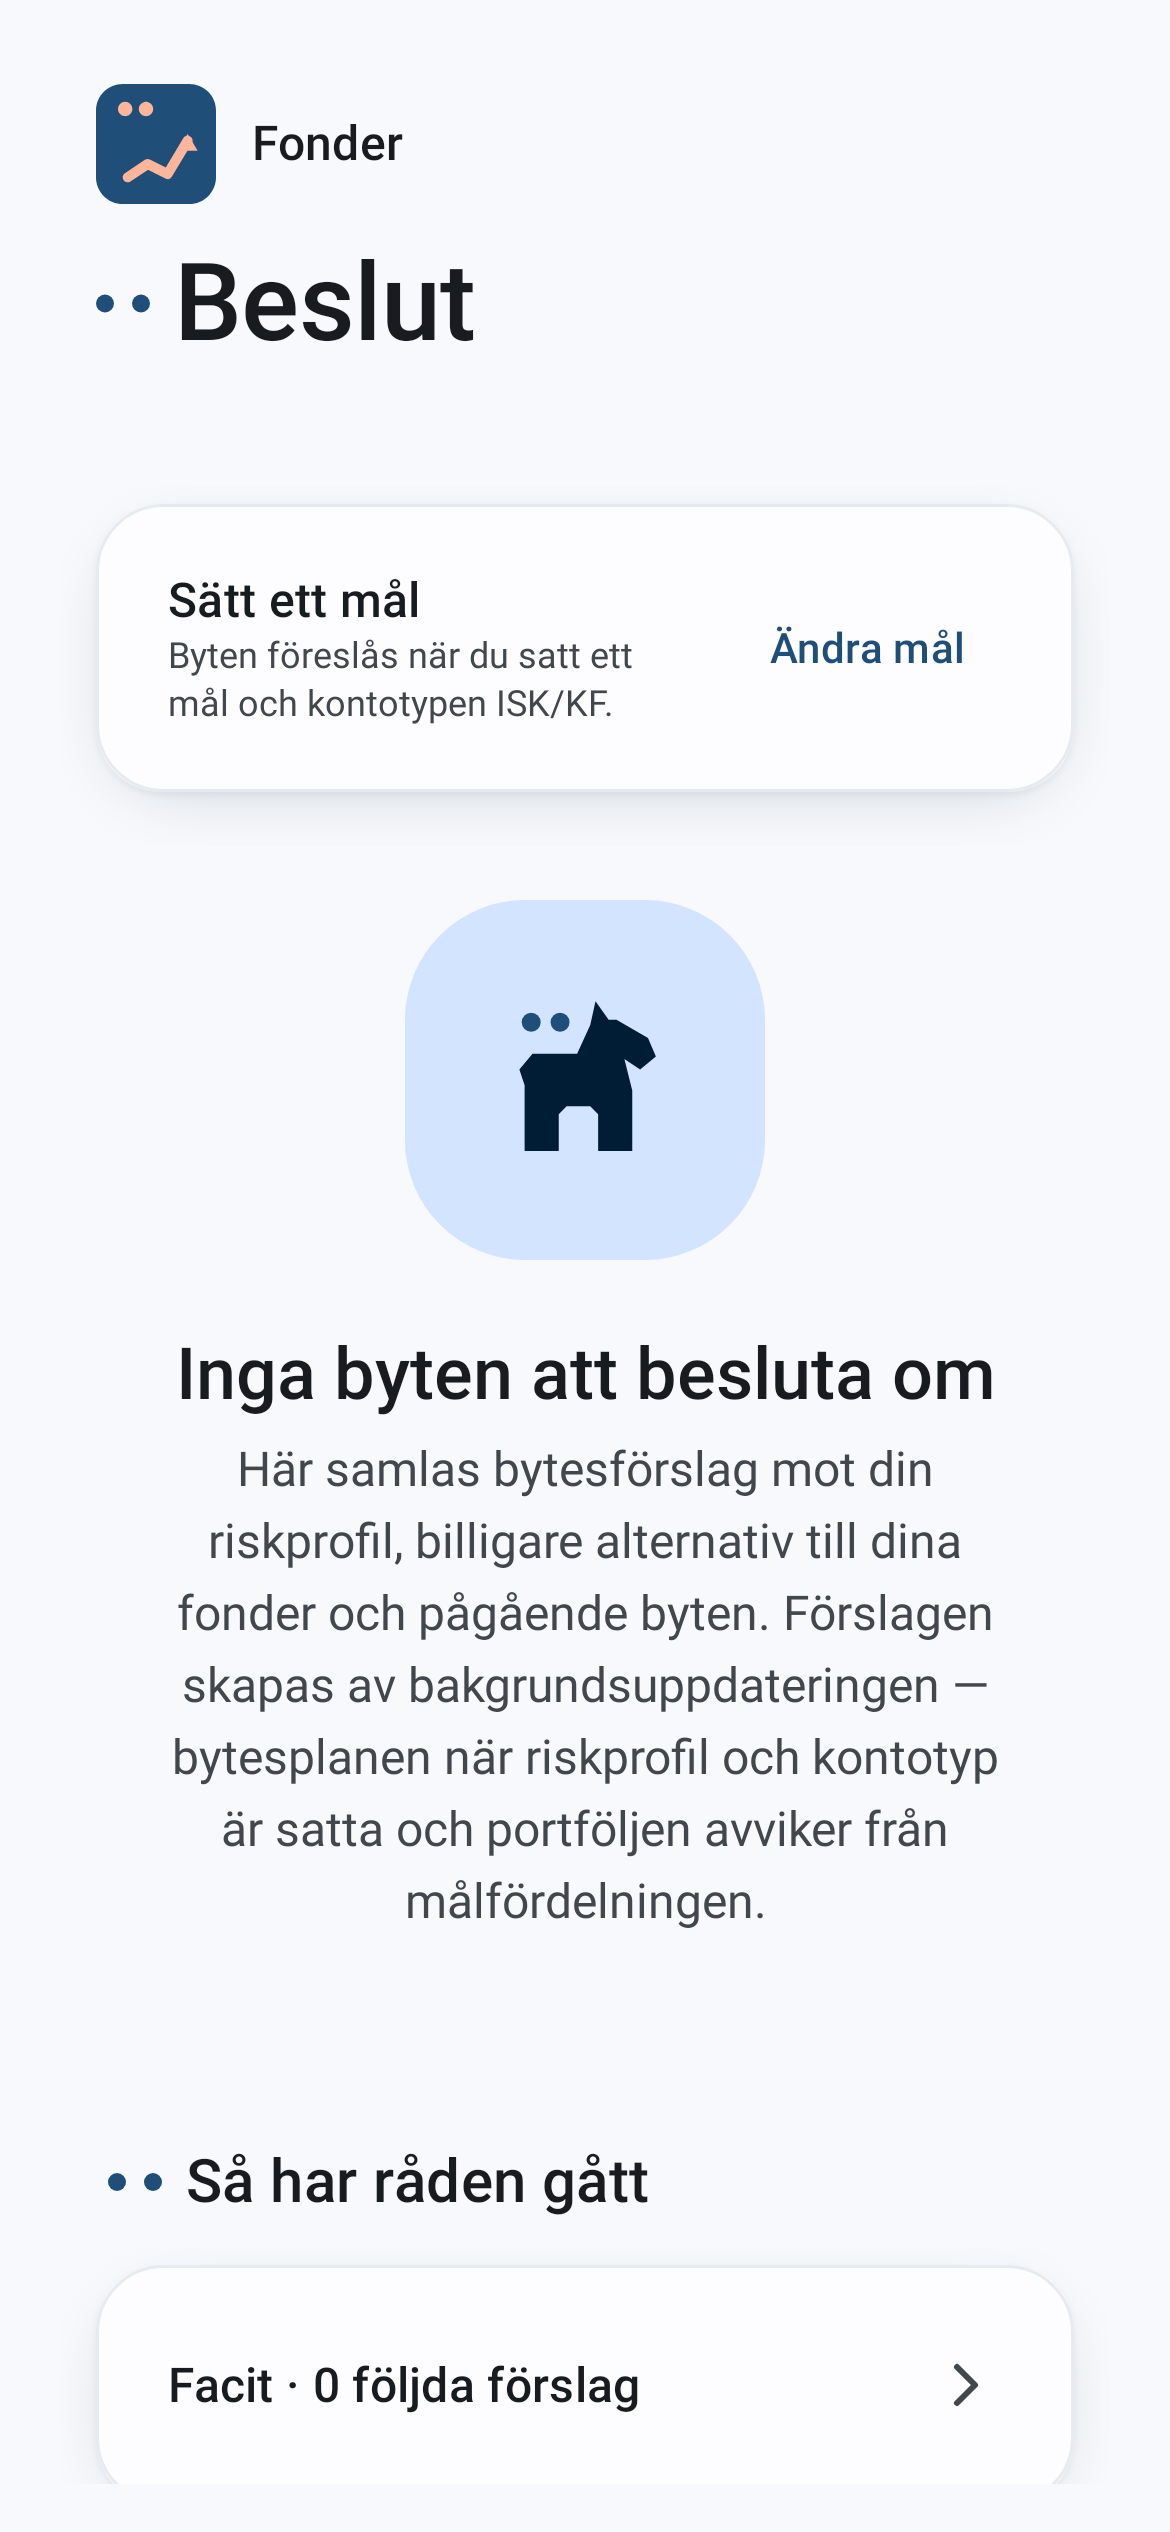 Fonder
Beslut
Sätt ett mål
Byten föreslås när du satt ett
mål och kontotypen ISK/KF.
Ändra mål
Inga byten att besluta om
Här samlas bytesförslag mot din
riskprofil, billigare alternativ till dina
fonder och pågående byten. Förslagen
skapas av bakgrundsuppdateringen —
bytesplanen när riskprofil och kontotyp
är satta och portföljen avviker från
målfördelningen.
Så har råden gått
Facit · 0 följda förslag